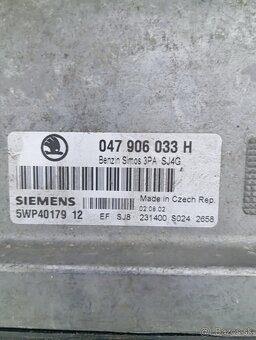 047 906 033 H
Benzin Simos 3PA SJ4G
SIEMENS
Made in Czech Rep.
02.08.02
5WP40179 12
EF SJ8 231400 S024 2658